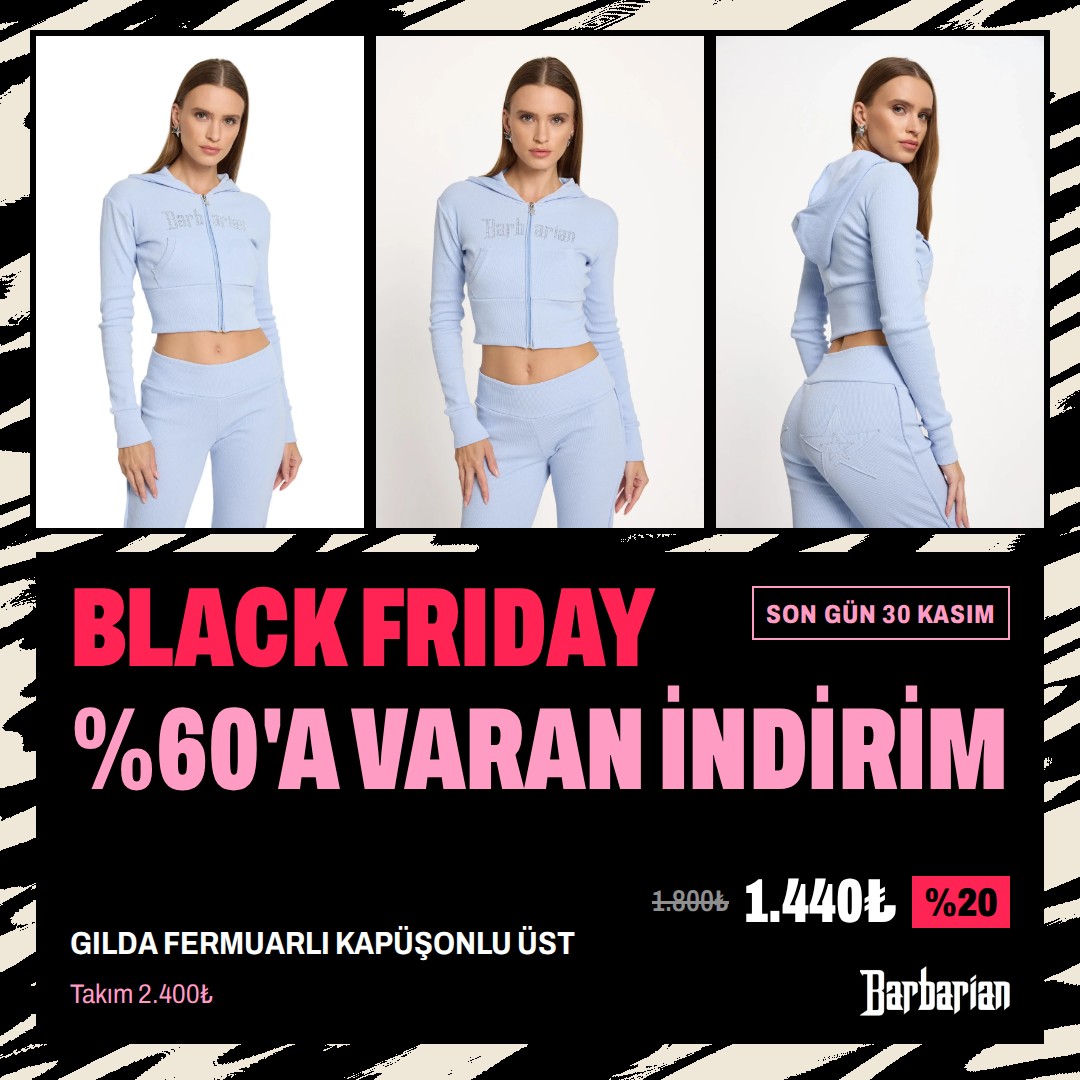 Barbarian
Barbarian
BLACK FRIDAY
SON GÜN 30 KASIM
%60'A VARAN İNDİRİM
1.800₺ 1.440₺ %20
GILDA FERMUARLI KAPÜŞONLU ÜST
Takım 2.400₺
Barbarian